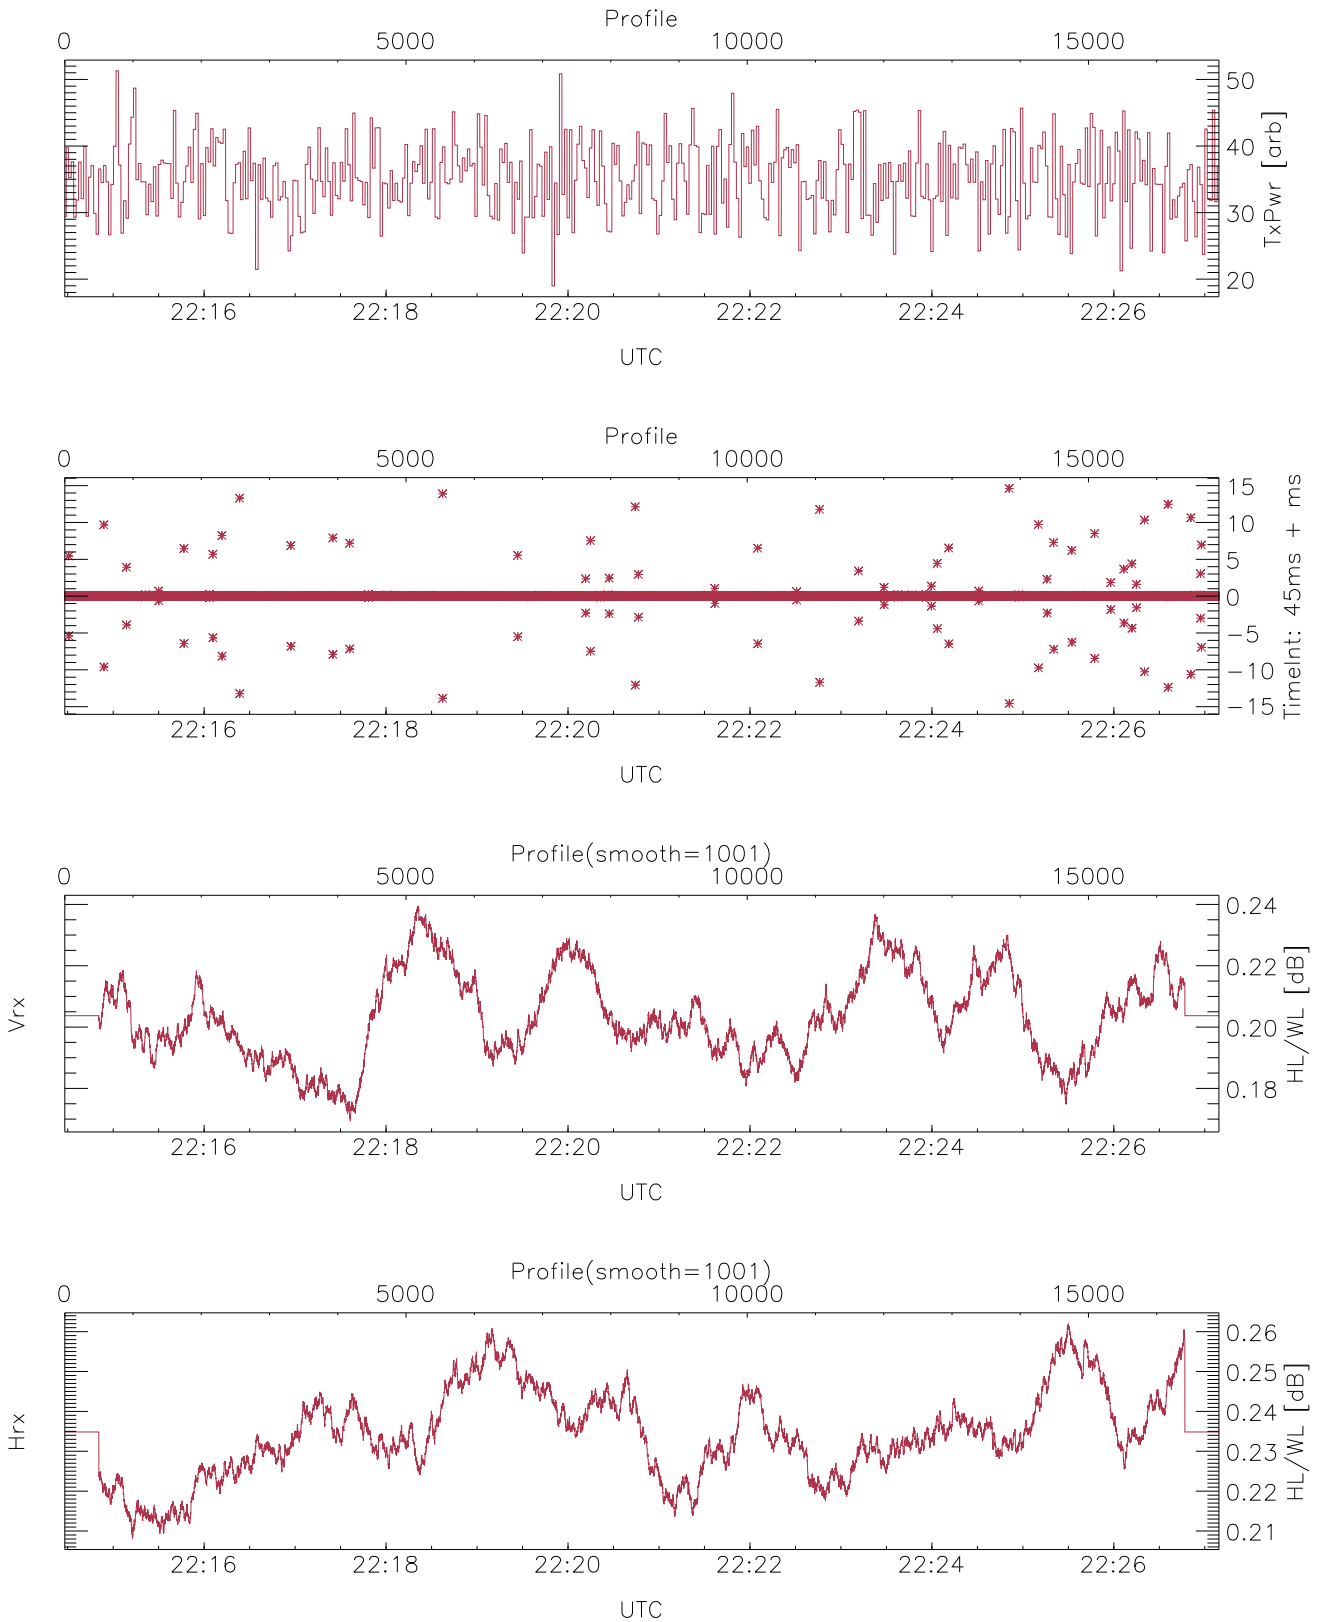 Profile
0 5000 10000 15000
50
40
30
20
TxPwr [arb]
22:16 22:18 22:20 22:22 22:24 22:26
UTC
Profile
0 5000 10000 15000
15
10
5
0
-5
-10
-15
TimeInt: 45ms + ms
22:16 22:18 22:20 22:22 22:24 22:26
UTC
Profile(smooth=1001)
0 5000 10000 15000
Vrx
0.24
0.22
0.20
0.18
HL/WL [dB]
22:16 22:18 22:20 22:22 22:24 22:26
UTC
Profile(smooth=1001)
0 5000 10000 15000
Hrx
0.26
0.25
0.24
0.23
0.22
0.21
HL/WL [dB]
22:16 22:18 22:20 22:22 22:24 22:26
UTC